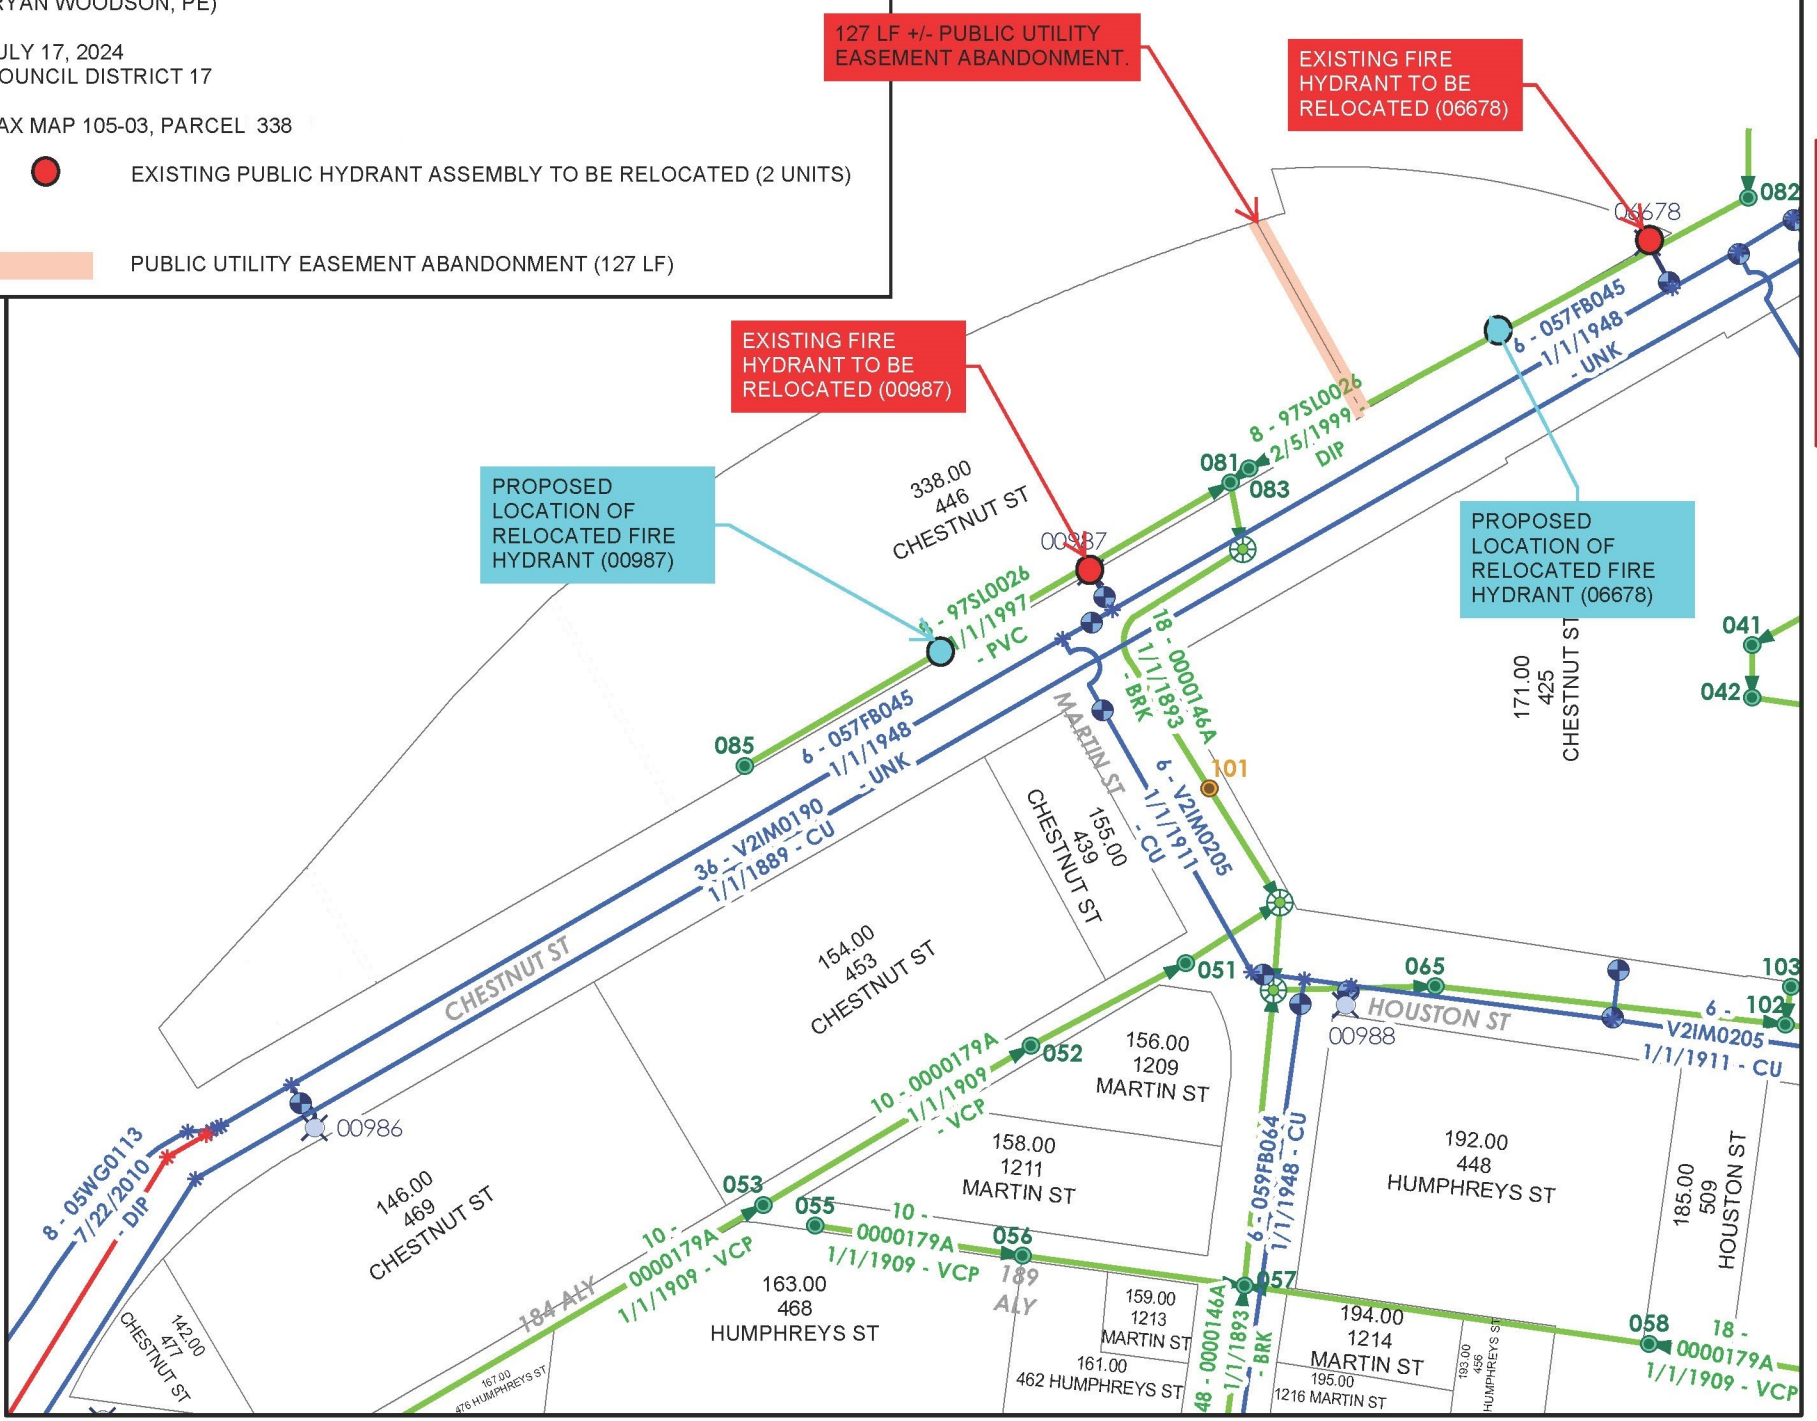 RYAN WOODSON, PE)
ULY 17, 2024
OUNCIL DISTRICT 17
AX MAP 105-03, PARCEL 338
EXISTING PUBLIC HYDRANT ASSEMBLY TO BE RELOCATED (2 UNITS)
PUBLIC UTILITY EASEMENT ABANDONMENT (127 LF)
127 LF +/- PUBLIC UTILITY
EASEMENT ABANDONMENT.
EXISTING FIRE
HYDRANT TO BE
RELOCATED (06678)
082
06678
6 - 057FB045
1/1/1948
- UNK
EXISTING FIRE
HYDRANT TO BE
RELOCATED (00987)
8 - 97SL0026
2/5/1999 -
DIP
081
083
338.00
446
CHESTNUT ST
PROPOSED
LOCATION OF
RELOCATED FIRE
HYDRANT (00987)
PROPOSED
LOCATION OF
RELOCATED FIRE
HYDRANT (06678)
00987
8 - 97SL0026
1/1/1997
- PVC
18 - 0000146A
1/1/1893
- BRK
041
042
171.00
425
CHESTNUT ST
085
6 - 057FB045
1/1/1948
- UNK
MARTIN ST
101
6 - V2IM0205
1/1/1911
- CU
36 - V2IM0190
1/1/1889 - CU
155.00
439
CHESTNUT ST
CHESTNUT ST
154.00
453
CHESTNUT ST
051
065
103
102
HOUSTON ST
00988
6 -
V2IM0205
1/1/1911 - CU
052
10 - 0000179A
1/1/1909
- VCP
156.00
1209
MARTIN ST
00986
8 - 05WG0113
7/22/2010
- DIP
158.00
1211
MARTIN ST
6 - 059FB064
1/1/1948 - CU
192.00
448
HUMPHREYS ST
185.00
509
HOUSTON ST
146.00
469
CHESTNUT ST
053
055
10 -
0000179A
1/1/1909 - VCP
056
10 -
0000179A
1/1/1909 - VCP
189
ALY
057
184 ALY
163.00
468
HUMPHREYS ST
159.00
1213
MARTIN ST
48 - 0000146A
1/1/1893
- BRK
194.00
1214
MARTIN ST
058
18 -
0000179A
1/1/1909 - VCP
142.00
477
CHESTNUT ST
167.00
476 HUMPHREYS ST
161.00
462 HUMPHREYS ST
195.00
1216 MARTIN ST
193.00
456
HUMPHREYS ST